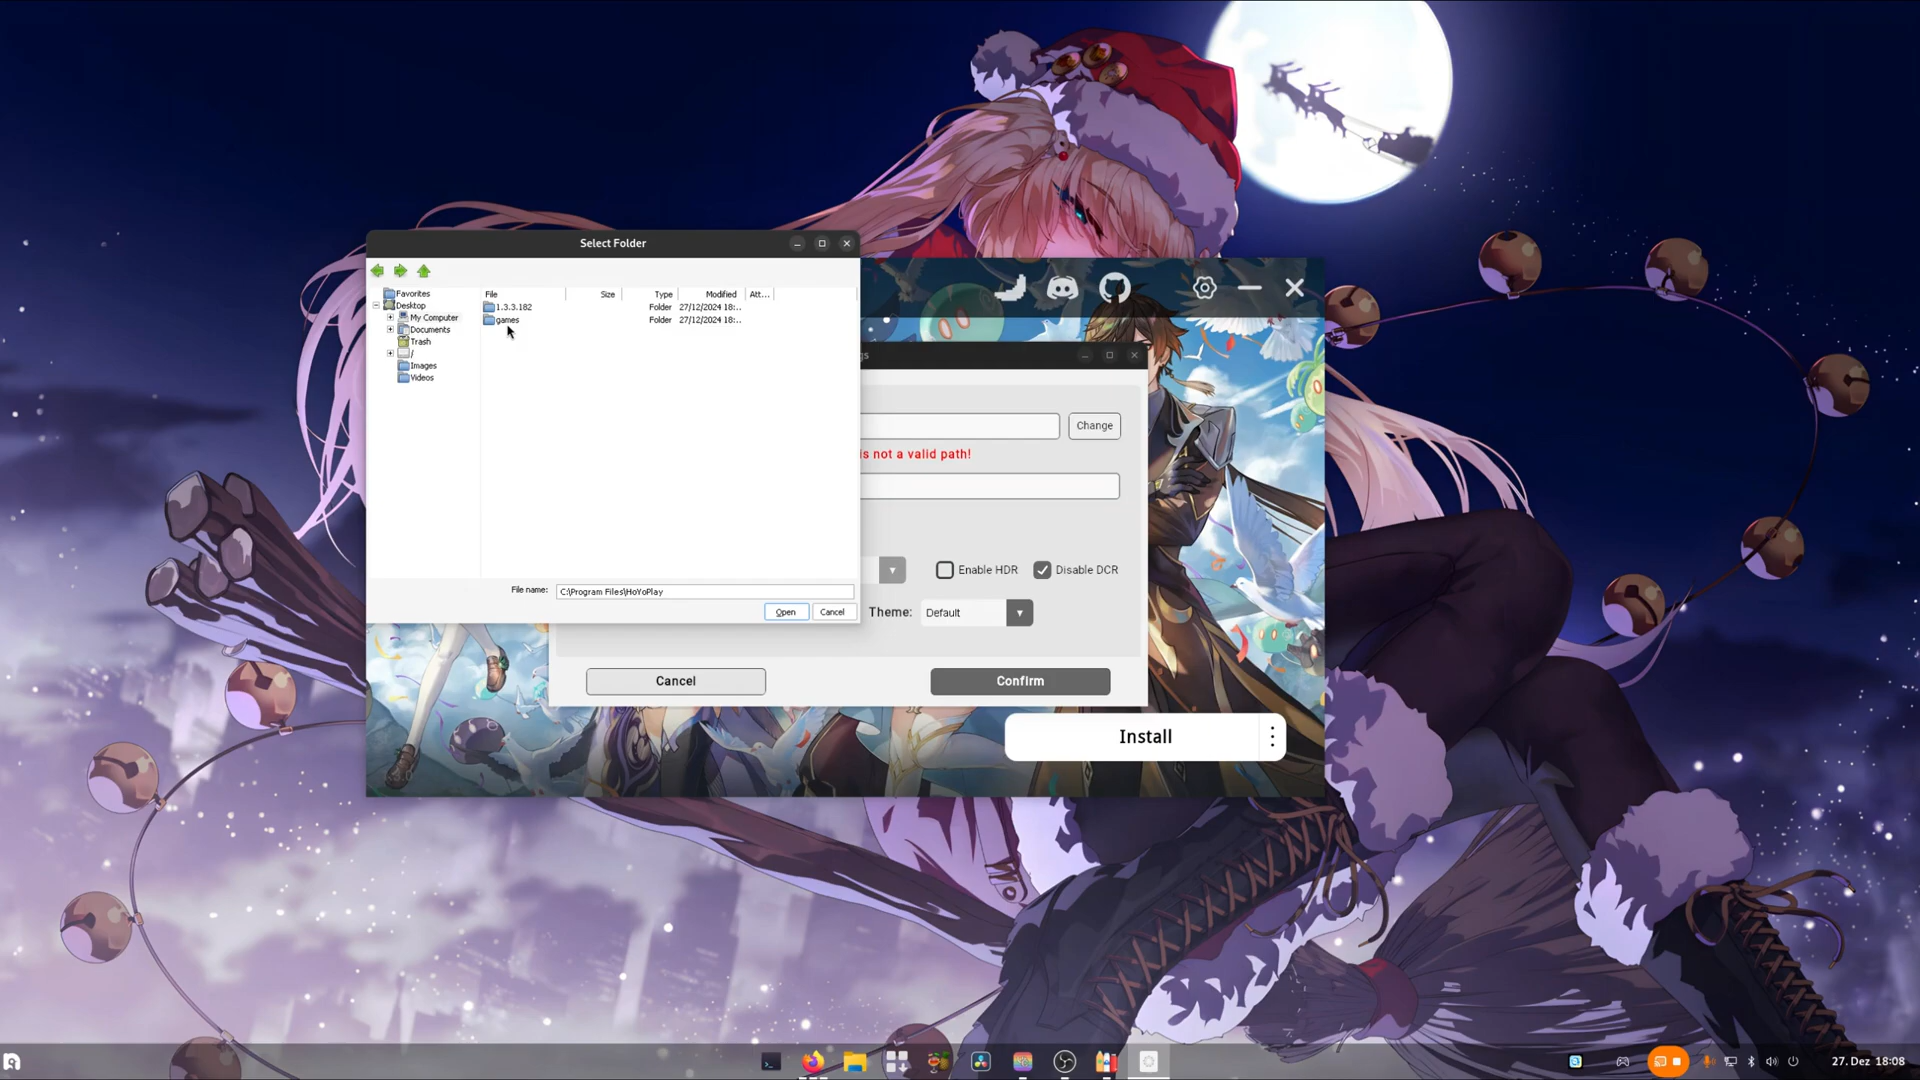 Select Folder
Favorites
Desktop
My Computer
Documents
Trash
/
Images
Videos
File Size Type Modified Att...
1.3.3.182 Folder 27/12/2024 18:..
games Folder 27/12/2024 18:..
File name: C:\Program Files\HoYoPlay
Open Cancel
gs
Change
is not a valid path!
Enable HDR Disable DCR
Theme: Default
Cancel Confirm
Install
27. Dez 18:08